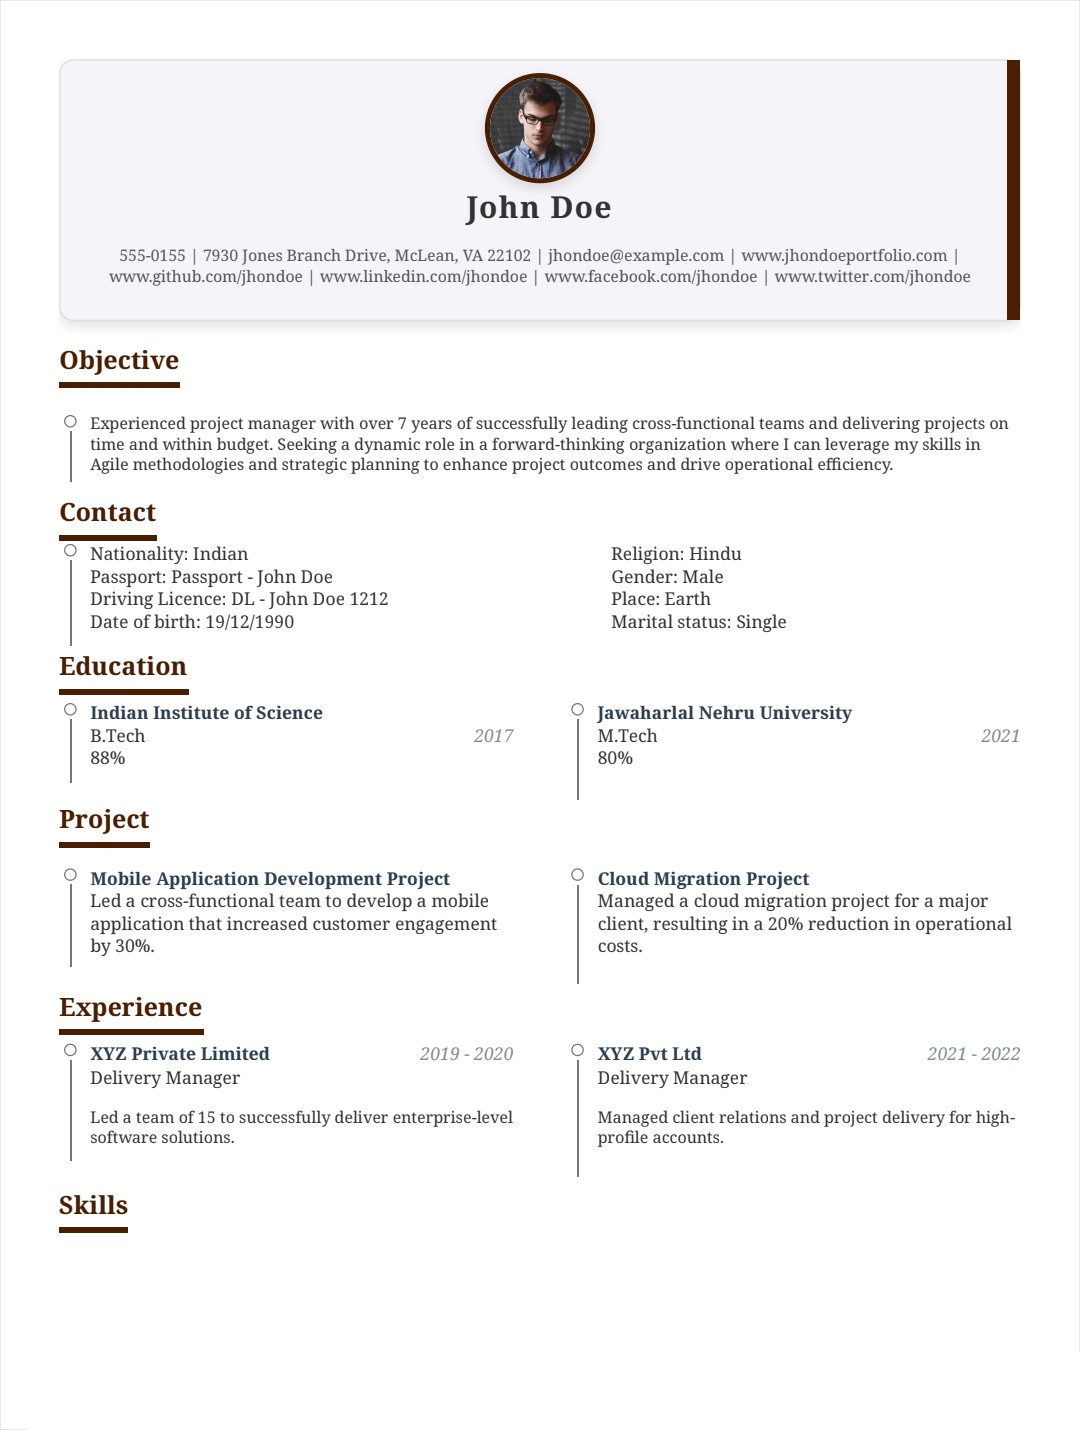 John Doe
555-0155 | 7930 Jones Branch Drive, McLean, VA 22102 | jhondoe@example.com | www.jhondoeportfolio.com |
www.github.com/jhondoe | www.linkedin.com/jhondoe | www.facebook.com/jhondoe | www.twitter.com/jhondoe
Objective
Experienced project manager with over 7 years of successfully leading cross-functional teams and delivering projects on
time and within budget. Seeking a dynamic role in a forward-thinking organization where I can leverage my skills in
Agile methodologies and strategic planning to enhance project outcomes and drive operational efficiency.
Contact
Nationality: Indian
Passport: Passport - John Doe
Driving Licence: DL - John Doe 1212
Date of birth: 19/12/1990
Religion: Hindu
Gender: Male
Place: Earth
Marital status: Single
Education
Indian Institute of Science
B.Tech 2017
88%
Jawaharlal Nehru University
M.Tech 2021
80%
Project
Mobile Application Development Project
Led a cross-functional team to develop a mobile
application that increased customer engagement
by 30%.
Cloud Migration Project
Managed a cloud migration project for a major
client, resulting in a 20% reduction in operational
costs.
Experience
XYZ Private Limited 2019 - 2020
Delivery Manager
Led a team of 15 to successfully deliver enterprise-level
software solutions.
XYZ Pvt Ltd 2021 - 2022
Delivery Manager
Managed client relations and project delivery for high-
profile accounts.
Skills